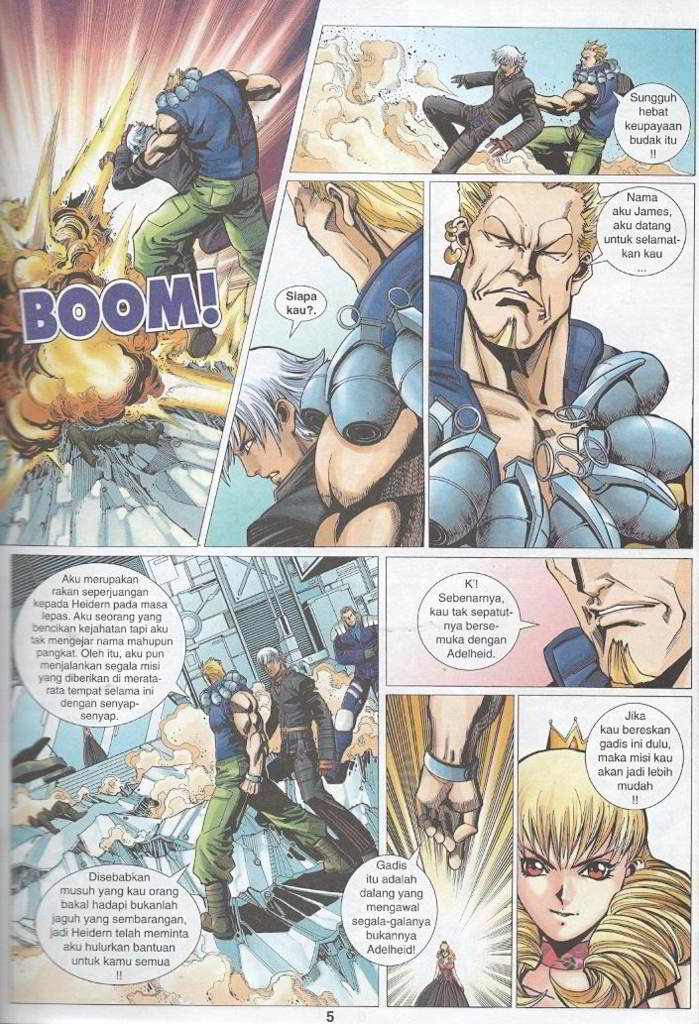 BOOM!
Sungguh
hebat
keupayaan
budak itu
!!
Siapa
kau?.
Nama
aku James,
aku datang
untuk selamat-
kan kau
...
Aku merupakan
rakan seperjuangan
kepada Heidern pada masa
lepas. Aku seorang yang
bencikan kejahatan tapi aku
tak mengejar nama mahupun
pangkat. Oleh itu, aku pun
menjalankan segala misi
yang diberikan di merata-
rata tempat selama ini
dengan senyap-
senyap.
Disebabkan
musuh yang kau orang
bakal hadapi bukanlah
jaguh yang sembarangan,
jadi Heidern telah meminta
aku hulurkan bantuan
untuk kamu semua
!!
K'!
Sebenarnya,
kau tak sepatut-
nya berse-
muka dengan
Adelheid.
Gadis
itu adalah
dalang yang
mengawal
segala-galanya
bukannya
Adelheid!
Jika
kau bereskan
gadis ini dulu,
maka misi kau
akan jadi lebih
mudah
!!
5